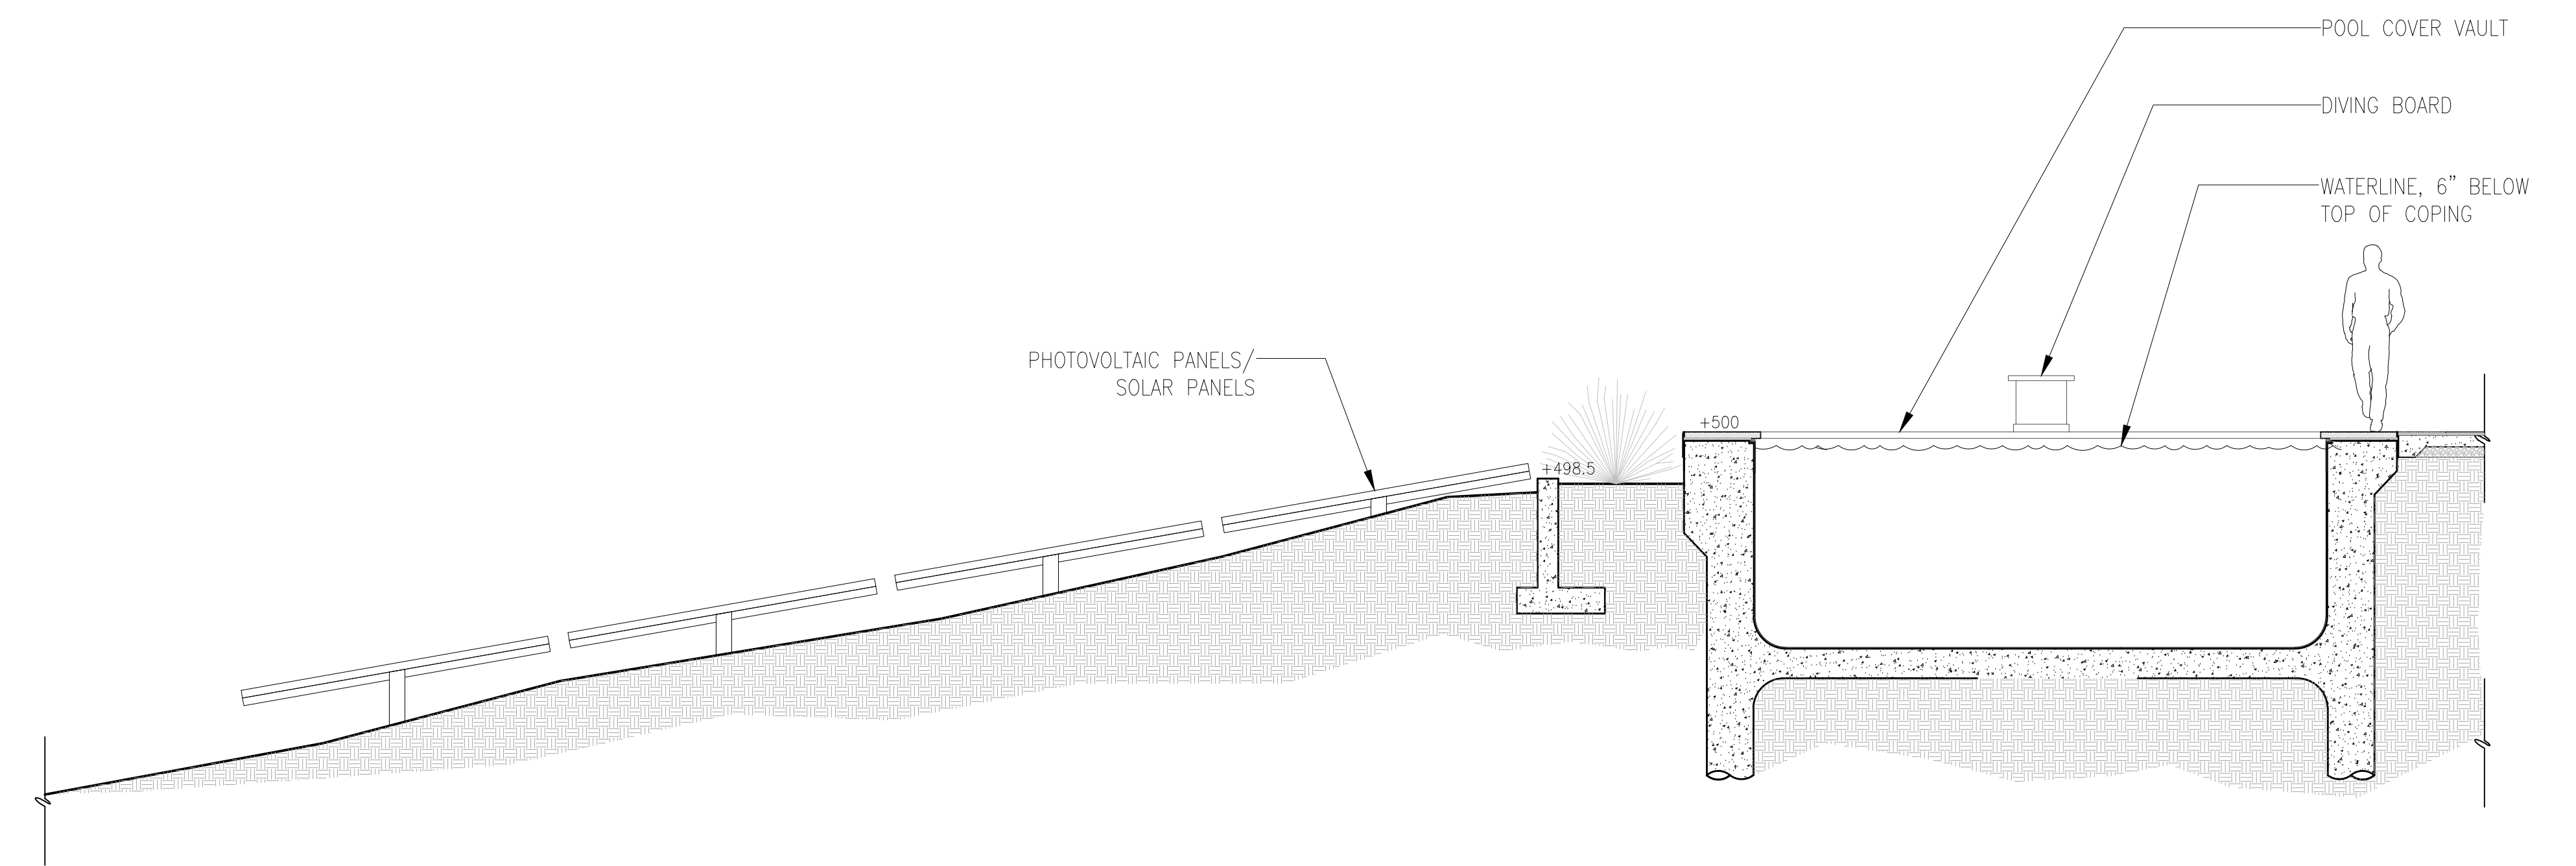 POOL COVER VAULT
DIVING BOARD
WATERLINE, 6” BELOW
TOP OF COPING
PHOTOVOLTAIC PANELS/
SOLAR PANELS
+500
+498.5